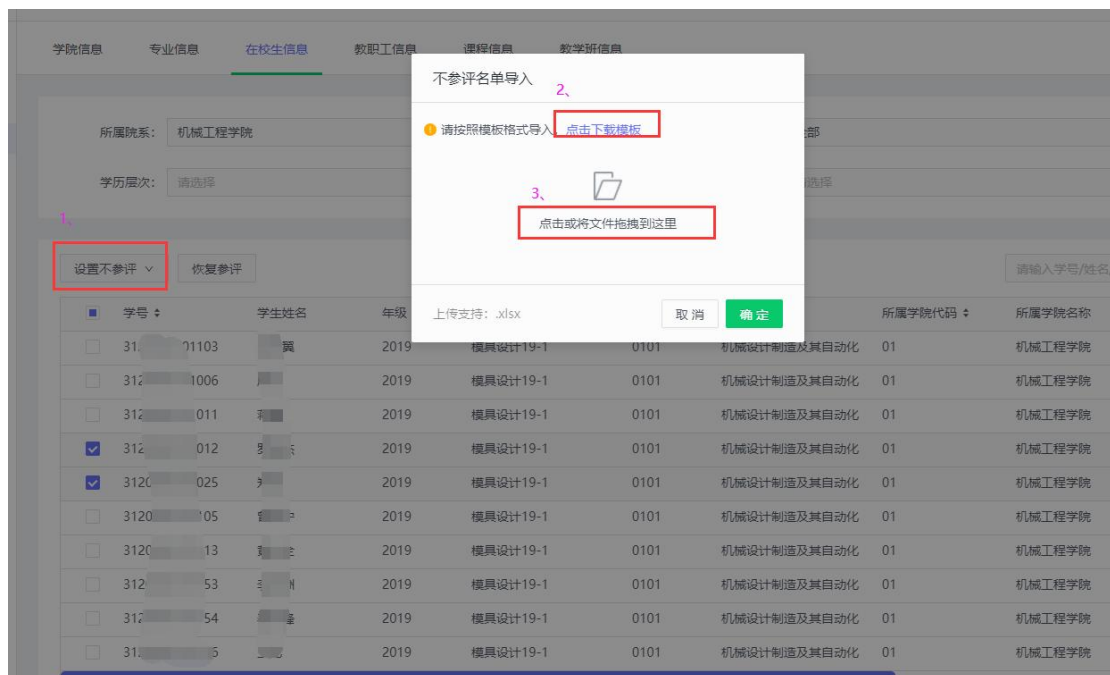 学院信息 专业信息 在校生信息 教职工信息 课程信息 教学班信息
不参评名单导入
2、
所属院系： 机械工程学院
请按照模板格式导入 点击下载模板
学历层次： 请选择
3、
点击或将文件拖拽到这里
1、
设置不参评 恢复参评
请输入学号/姓名
上传支持：.xlsx 取消 确定
学号 学生姓名 年级 所属学院代码 所属学院名称
01103 翼 2019 模具设计19-1 0101 机械设计制造及其自动化 01 机械工程学院
312 1006 2019 模具设计19-1 0101 机械设计制造及其自动化 01 机械工程学院
312 011 2019 模具设计19-1 0101 机械设计制造及其自动化 01 机械工程学院
312 012 2019 模具设计19-1 0101 机械设计制造及其自动化 01 机械工程学院
3120 025 2019 模具设计19-1 0101 机械设计制造及其自动化 01 机械工程学院
3120 05 2019 模具设计19-1 0101 机械设计制造及其自动化 01 机械工程学院
3120 13 2019 模具设计19-1 0101 机械设计制造及其自动化 01 机械工程学院
312 53 2019 模具设计19-1 0101 机械设计制造及其自动化 01 机械工程学院
312 54 2019 模具设计19-1 0101 机械设计制造及其自动化 01 机械工程学院
31 2019 模具设计19-1 0101 机械设计制造及其自动化 01 机械工程学院